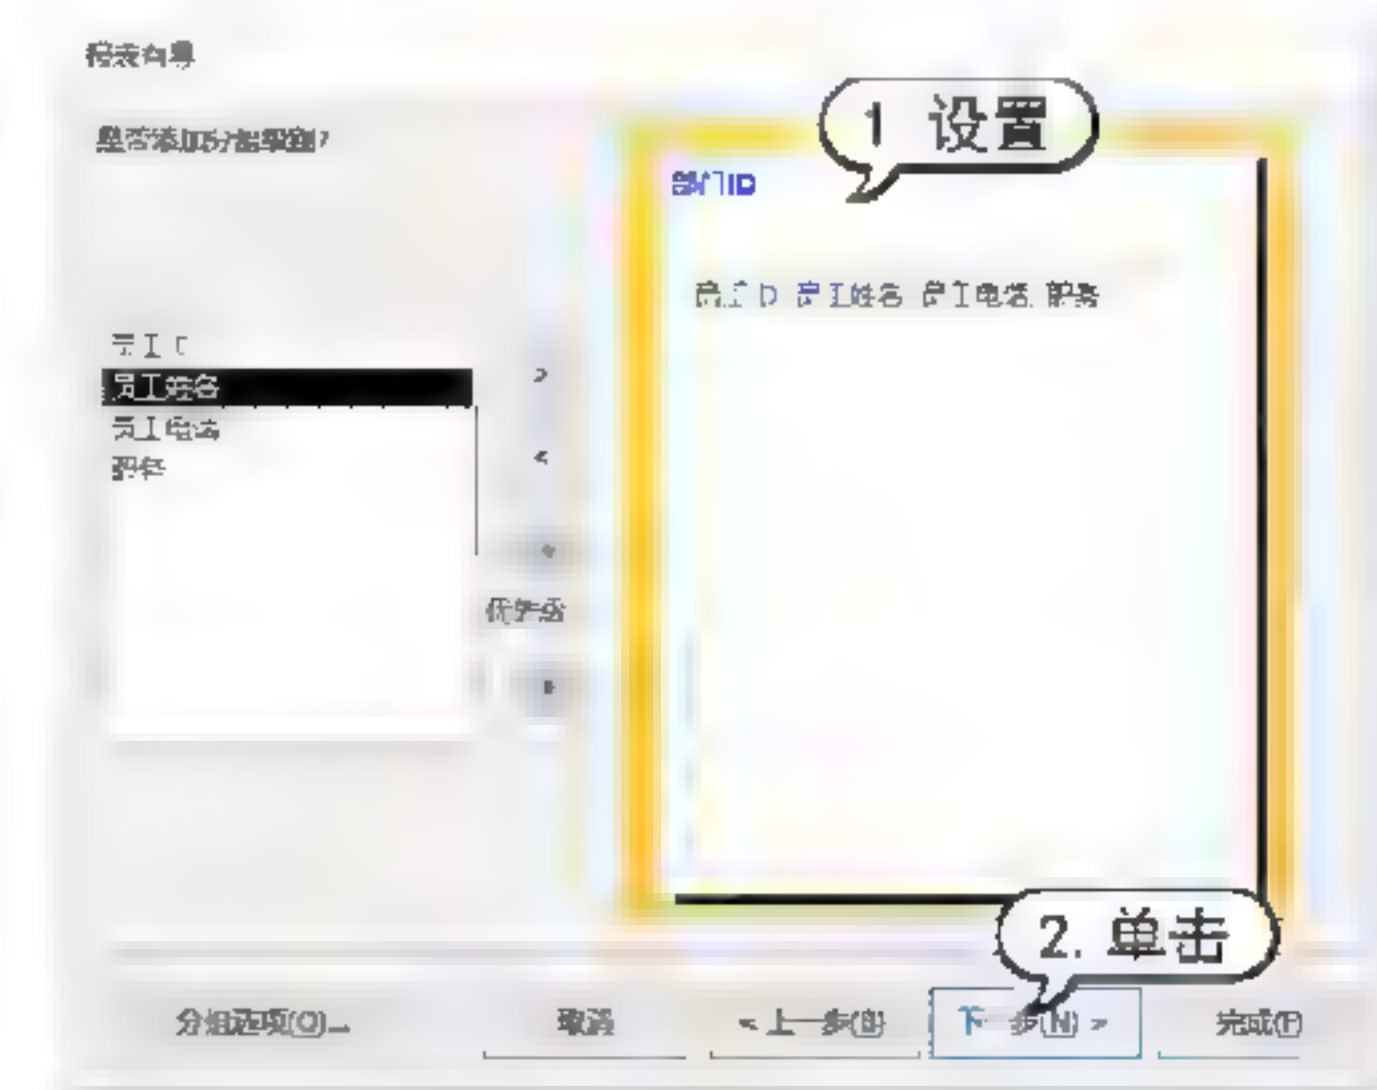 报表向导
是否添加分组级别?
1 设置
部门ID
员工ID, 员工姓名, 员工电话, 职务
员工ID
员工姓名
员工电话
职务
>
<
优先级
2. 单击
分组选项(O)...
取消
< 上一步(B)
下一步(N) >
完成(F)